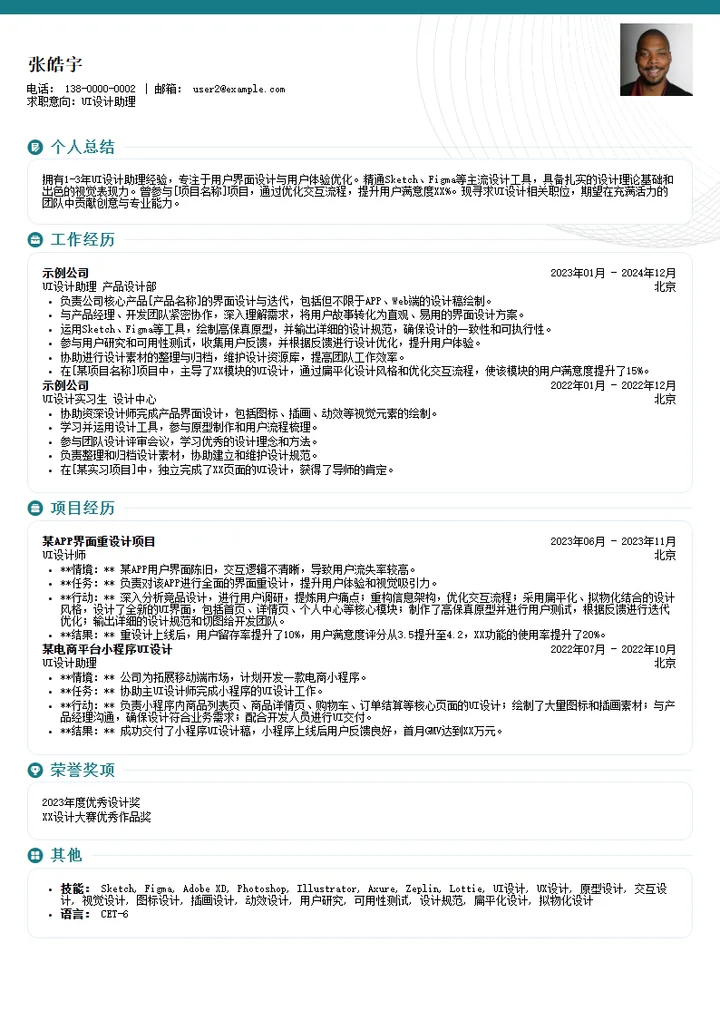 张皓宇
电话： 138-0000-0002 | 邮箱： user2@example.com
求职意向：UI设计助理
个人总结
拥有1-3年UI设计助理经验，专注于用户界面设计与用户体验优化。精通Sketch、Figma等主流设计工具，具备扎实的设计理论基础和
出色的视觉表现力。曾参与[项目名称]项目，通过优化交互流程，提升用户满意度XX%。现寻求UI设计相关职位，期望在充满活力的
团队中贡献创意与专业能力。
工作经历
示例公司 2023年01月 - 2024年12月
UI设计助理 产品设计部 北京
• 负责公司核心产品[产品名称]的界面设计与迭代，包括但不限于APP、Web端的设计稿绘制。
• 与产品经理、开发团队紧密协作，深入理解需求，将用户故事转化为直观、易用的界面设计方案。
• 运用Sketch、Figma等工具，绘制高保真原型，并输出详细的设计规范，确保设计的一致性和可执行性。
• 参与用户研究和可用性测试，收集用户反馈，并根据反馈进行设计优化，提升用户体验。
• 协助进行设计素材的整理与归档，维护设计资源库，提高团队工作效率。
• 在[某项目名称]项目中，主导了XX模块的UI设计，通过扁平化设计风格和优化交互流程，使该模块的用户满意度提升了15%。
示例公司 2022年01月 - 2022年12月
UI设计实习生 设计中心 北京
• 协助资深设计师完成产品界面设计，包括图标、插画、动效等视觉元素的绘制。
• 学习并运用设计工具，参与原型制作和用户流程梳理。
• 参与团队设计评审会议，学习优秀的设计理念和方法。
• 负责整理和归档设计素材，协助建立和维护设计规范。
• 在[某实习项目]中，独立完成了XX页面的UI设计，获得了导师的肯定。
项目经历
某APP界面重设计项目 2023年06月 - 2023年11月
UI设计师 北京
• **情境：** 某APP用户界面陈旧，交互逻辑不清晰，导致用户流失率较高。
• **任务：** 负责对该APP进行全面的界面重设计，提升用户体验和视觉吸引力。
• **行动：** 深入分析竞品设计，进行用户调研，提炼用户痛点；重构信息架构，优化交互流程；采用扁平化、拟物化结合的设计
风格，设计了全新的UI界面，包括首页、详情页、个人中心等核心模块；制作了高保真原型并进行用户测试，根据反馈进行迭代
优化；输出详细的设计规范和切图给开发团队。
• **结果：** 重设计上线后，用户留存率提升了10%，用户满意度评分从3.5提升至4.2，XX功能的使用率提升了20%。
某电商平台小程序UI设计 2022年07月 - 2022年10月
UI设计助理 北京
• **情境：** 公司为拓展移动端市场，计划开发一款电商小程序。
• **任务：** 协助主UI设计师完成小程序的UI设计工作。
• **行动：** 负责小程序内商品列表页、商品详情页、购物车、订单结算等核心页面的UI设计；绘制了大量图标和插画素材；与产
品经理沟通，确保设计符合业务需求；配合开发人员进行UI交付。
• **结果：** 成功交付了小程序UI设计稿，小程序上线后用户反馈良好，首月GMV达到XX万元。
荣誉奖项
2023年度优秀设计奖
XX设计大赛优秀作品奖
其他
• 技能： Sketch, Figma, Adobe XD, Photoshop, Illustrator, Axure, Zeplin, Lottie, UI设计, UX设计, 原型设计, 交互设
计, 视觉设计, 图标设计, 插画设计, 动效设计, 用户研究, 可用性测试, 设计规范, 扁平化设计, 拟物化设计
• 语言： CET-6